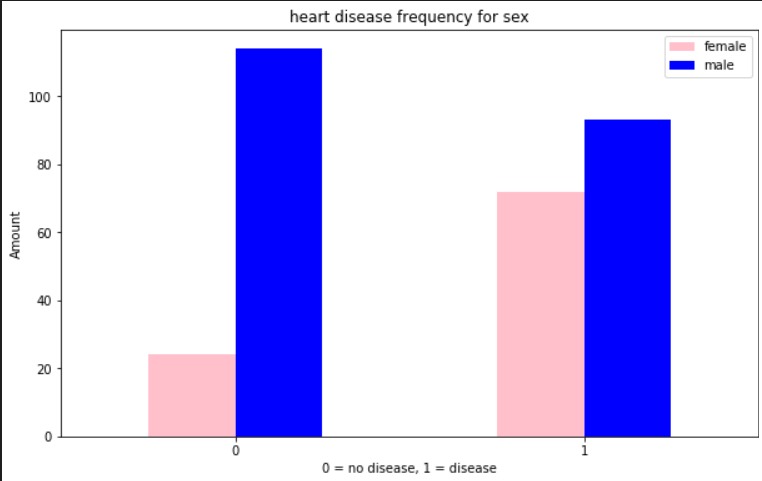 heart disease frequency for sex
female
male
100
80
60
40
20
0
Amount
0
1
0 = no disease, 1 = disease